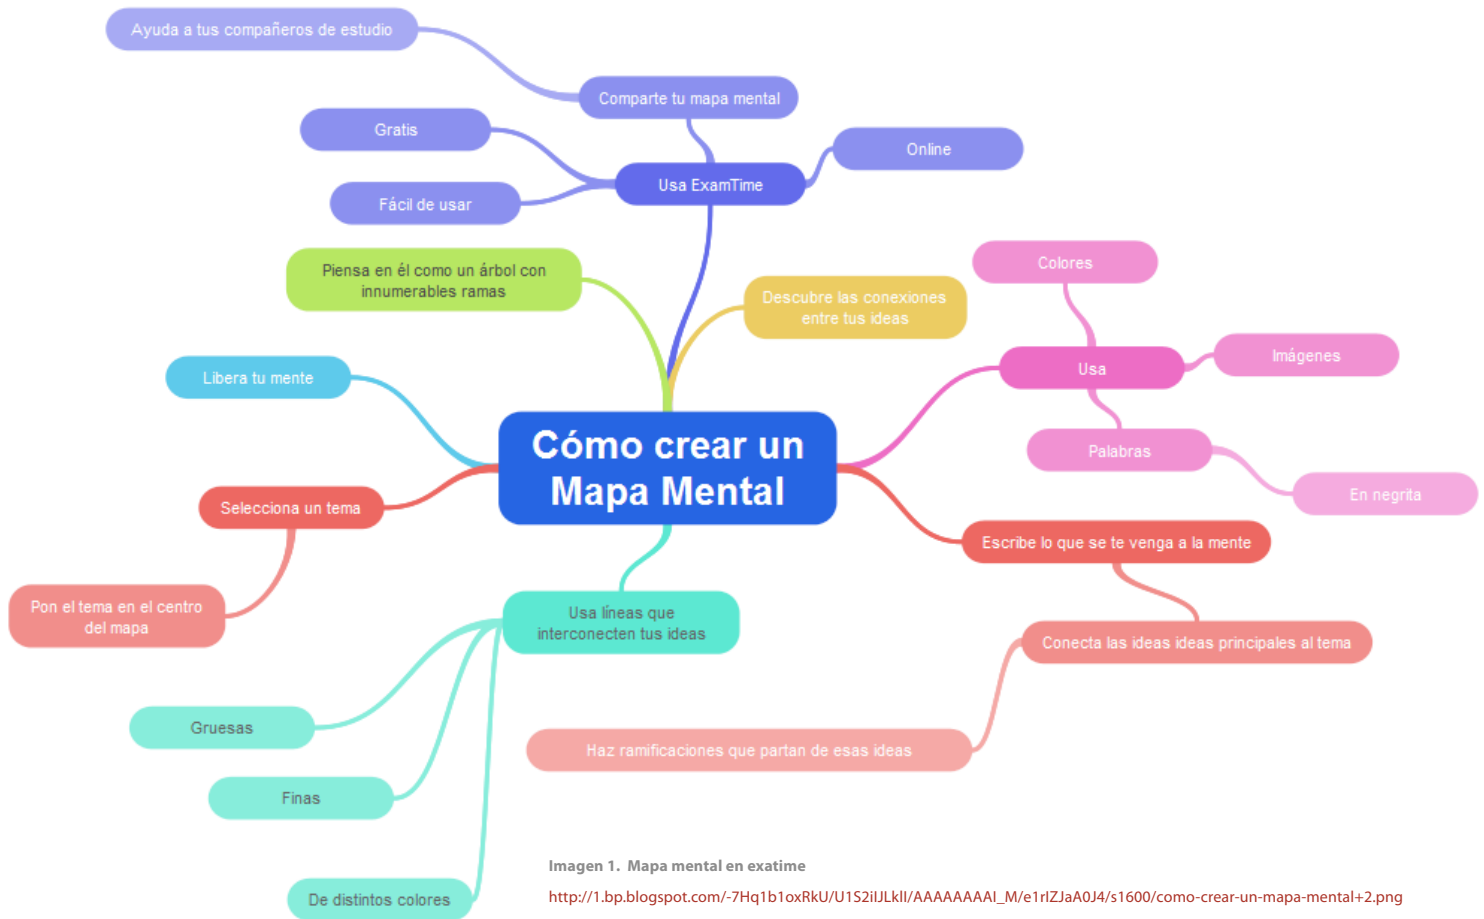 Ayuda a tus compañeros de estudio
Comparte tu mapa mental
Gratis
Online
Usa ExamTime
Fácil de usar
Piensa en él como un árbol con
innumerables ramas
Descubre las conexiones
entre tus ideas
Colores
Usa
Imágenes
Palabras
En negrita
Libera tu mente
Cómo crear un
Mapa Mental
Selecciona un tema
Pon el tema en el centro
del mapa
Escribe lo que se te venga a la mente
Conecta las ideas ideas principales al tema
Haz ramificaciones que partan de esas ideas
Usa líneas que
interconecten tus ideas
Gruesas
Finas
De distintos colores
Imagen 1. Mapa mental en exatime
http://1.bp.blogspot.com/-7Hq1b1oxRkU/U1S2iIJLklI/AAAAAAAAI_M/e1rIZJaA0J4/s1600/como-crear-un-mapa-mental+2.png